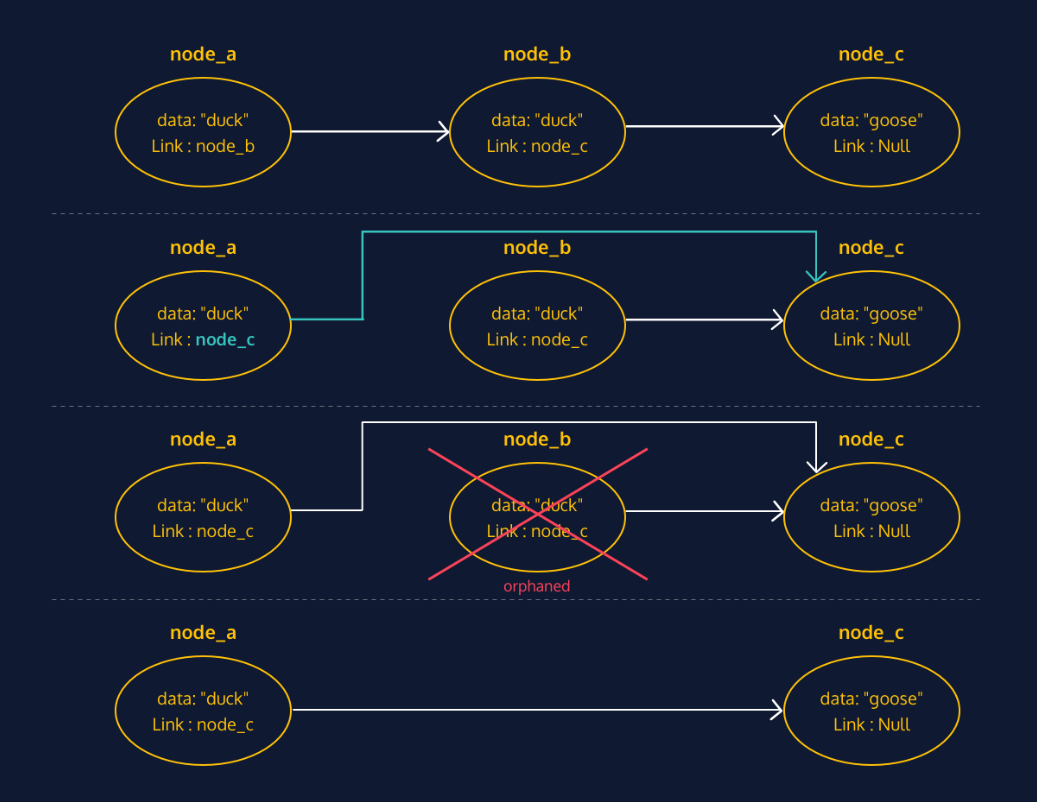 node_a node_b node_c
data: "duck" data: "duck" data: "goose"
Link : node_b Link : node_c Link : Null
node_a node_b node_c
data: "duck" data: "duck" data: "goose"
Link : node_c Link : node_c Link : Null
node_a node_b node_c
data: "duck" data: "duck" data: "goose"
Link : node_c Link : node_c Link : Null
orphaned
node_a node_c
data: "duck" data: "goose"
Link : node_c Link : Null